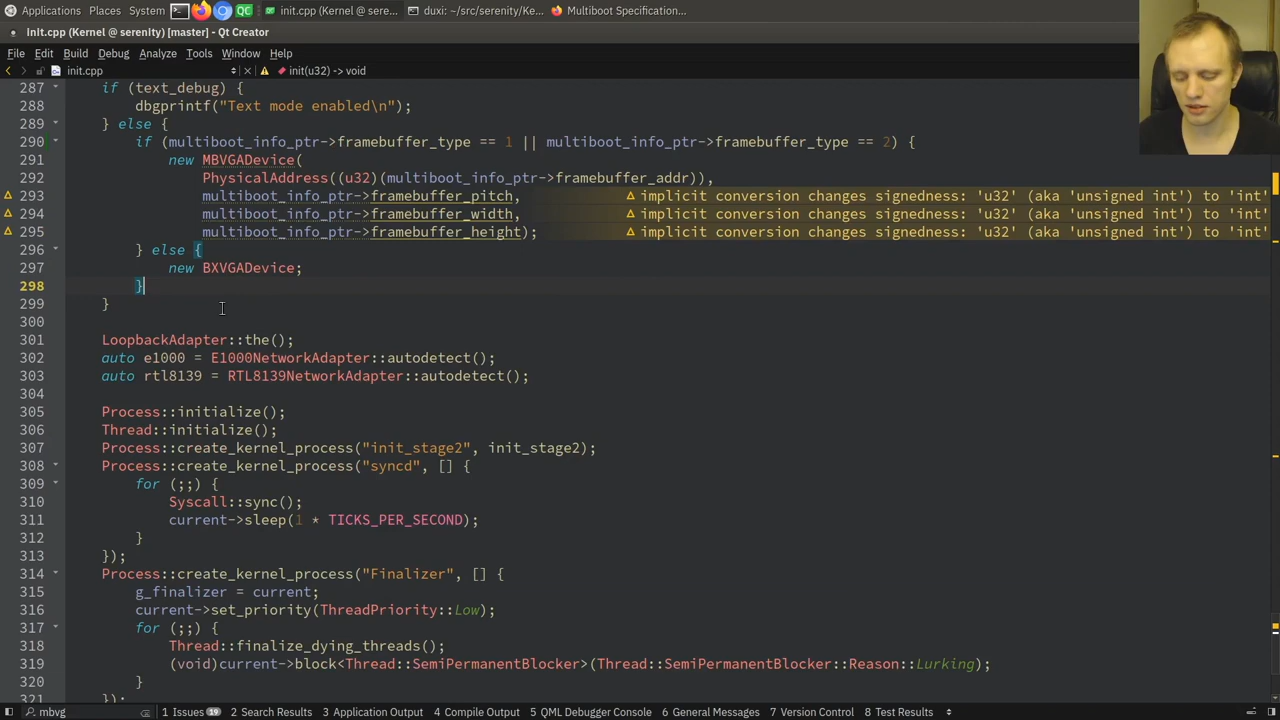 Applications Places System init.cpp (Kernel @ sere... duxi: ~/src/serenity/Ke... Multiboot Specification...
init.cpp (Kernel @ serenity) [master] - Qt Creator
File Edit Build Debug Analyze Tools Window Help
init.cpp init(u32) -> void
287 if (text_debug) {
288 dbgprintf("Text mode enabled\n");
289 } else {
290 if (multiboot_info_ptr->framebuffer_type == 1 || multiboot_info_ptr->framebuffer_type == 2) {
291 new MBVGADevice(
292 PhysicalAddress((u32)(multiboot_info_ptr->framebuffer_addr)),
293 multiboot_info_ptr->framebuffer_pitch, implicit conversion changes signedness: 'u32' (aka 'unsigned int') to 'int'
294 multiboot_info_ptr->framebuffer_width, implicit conversion changes signedness: 'u32' (aka 'unsigned int') to 'int'
295 multiboot_info_ptr->framebuffer_height); implicit conversion changes signedness: 'u32' (aka 'unsigned int') to 'int'
296 } else {
297 new BXVGADevice;
298 }
299 }
300
301 LoopbackAdapter::the();
302 auto e1000 = E1000NetworkAdapter::autodetect();
303 auto rtl8139 = RTL8139NetworkAdapter::autodetect();
304
305 Process::initialize();
306 Thread::initialize();
307 Process::create_kernel_process("init_stage2", init_stage2);
308 Process::create_kernel_process("syncd", [] {
309 for (;;) {
310 Syscall::sync();
311 current->sleep(1 * TICKS_PER_SECOND);
312 }
313 });
314 Process::create_kernel_process("Finalizer", [] {
315 g_finalizer = current;
316 current->set_priority(ThreadPriority::Low);
317 for (;;) {
318 Thread::finalize_dying_threads();
319 (void)current->block<Thread::SemiPermanentBlocker>(Thread::SemiPermanentBlocker::Reason::Lurking);
320 }
321 });
mbvg 1 Issues 19 2 Search Results 3 Application Output 4 Compile Output 5 QML Debugger Console 6 General Messages 7 Version Control 8 Test Results